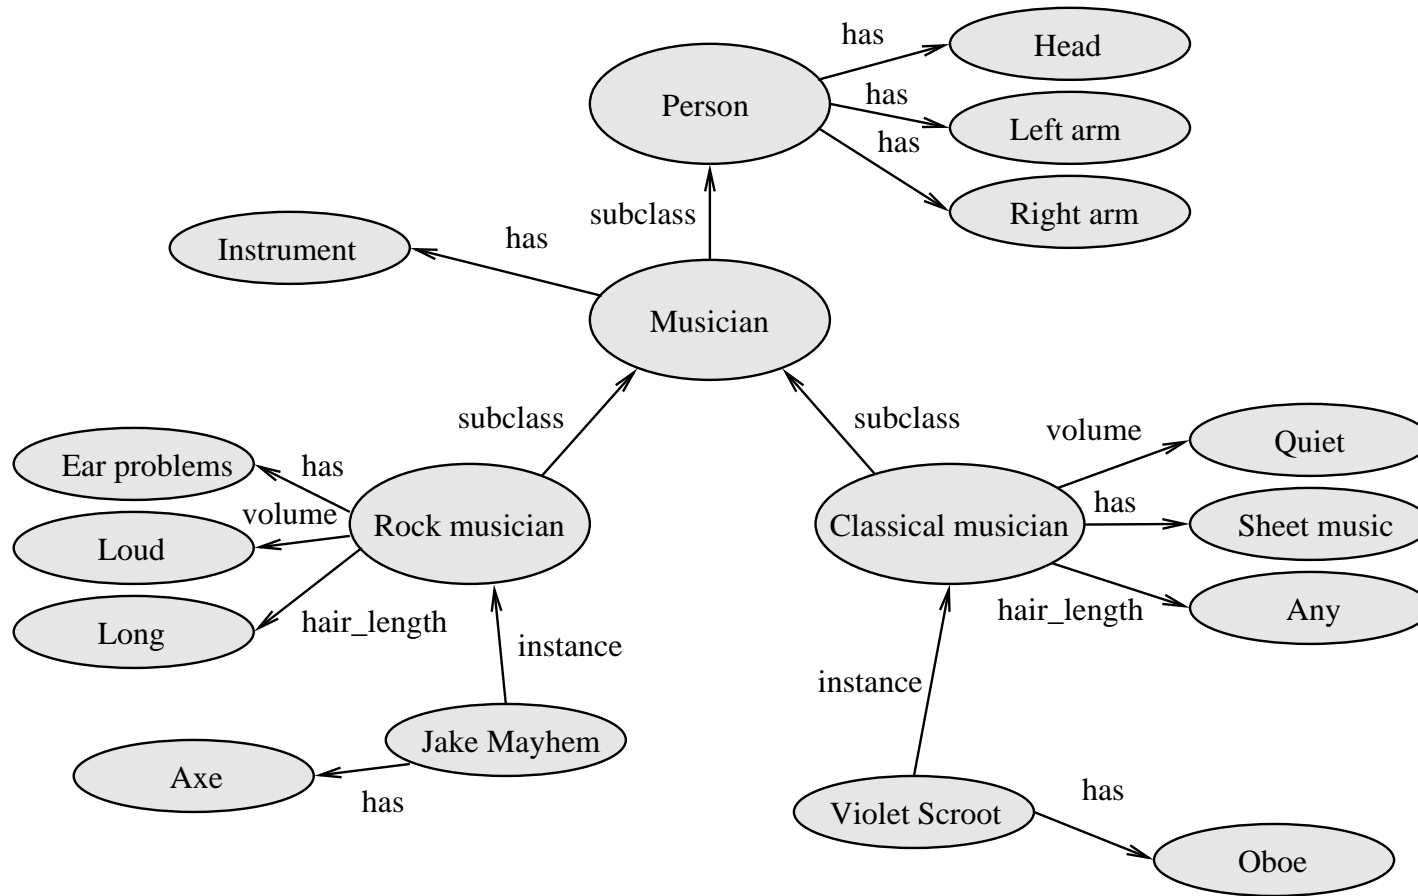 has
Head
Person
has
Left arm
has
Right arm
subclass
Instrument
has
Musician
subclass
subclass
volume
Quiet
Ear problems
has
has
Sheet music
volume
Rock musician
Classical musician
Loud
hair_length
Any
Long
hair_length
instance
instance
Jake Mayhem
Axe
has
Violet Scroot
has
Oboe